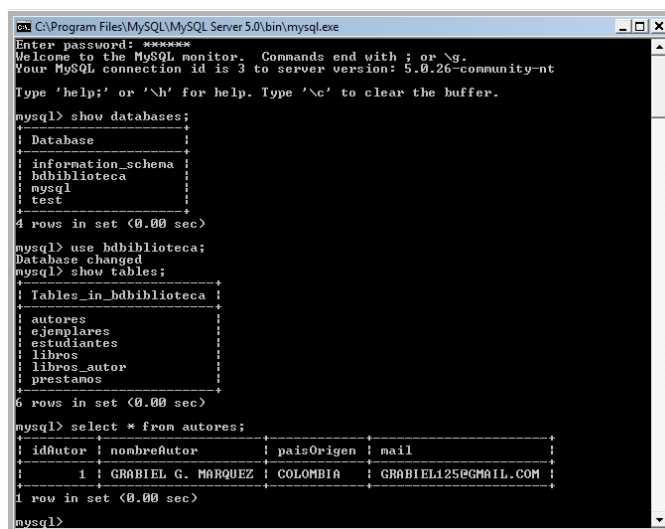 C:\Program Files\MySQL\MySQL Server 5.0\bin\mysql.exe
Enter password: ******
Welcome to the MySQL monitor.  Commands end with ; or \g.
Your MySQL connection id is 3 to server version: 5.0.26-community-nt
Type 'help;' or '\h' for help. Type '\c' to clear the buffer.
mysql> show databases;
+--------------------+
| Database           |
+--------------------+
| information_schema |
| bdbiblioteca       |
| mysql              |
| test               |
+--------------------+
4 rows in set (0.00 sec)
mysql> use bdbiblioteca;
Database changed
mysql> show tables;
+------------------------+
| Tables_in_bdbiblioteca |
+------------------------+
| autores                |
| ejemplares             |
| estudiantes            |
| libros                 |
| libros_autor           |
| prestamos              |
+------------------------+
6 rows in set (0.00 sec)
mysql> select * from autores;
+---------+--------------------+------------+----------------------+
| idAutor | nombreAutor        | paisOrigen | mail                 |
+---------+--------------------+------------+----------------------+
|       1 | GRABIEL G. MARQUEZ | COLOMBIA   | GRABIEL125@GMAIL.COM |
+---------+--------------------+------------+----------------------+
1 row in set (0.00 sec)
mysql>